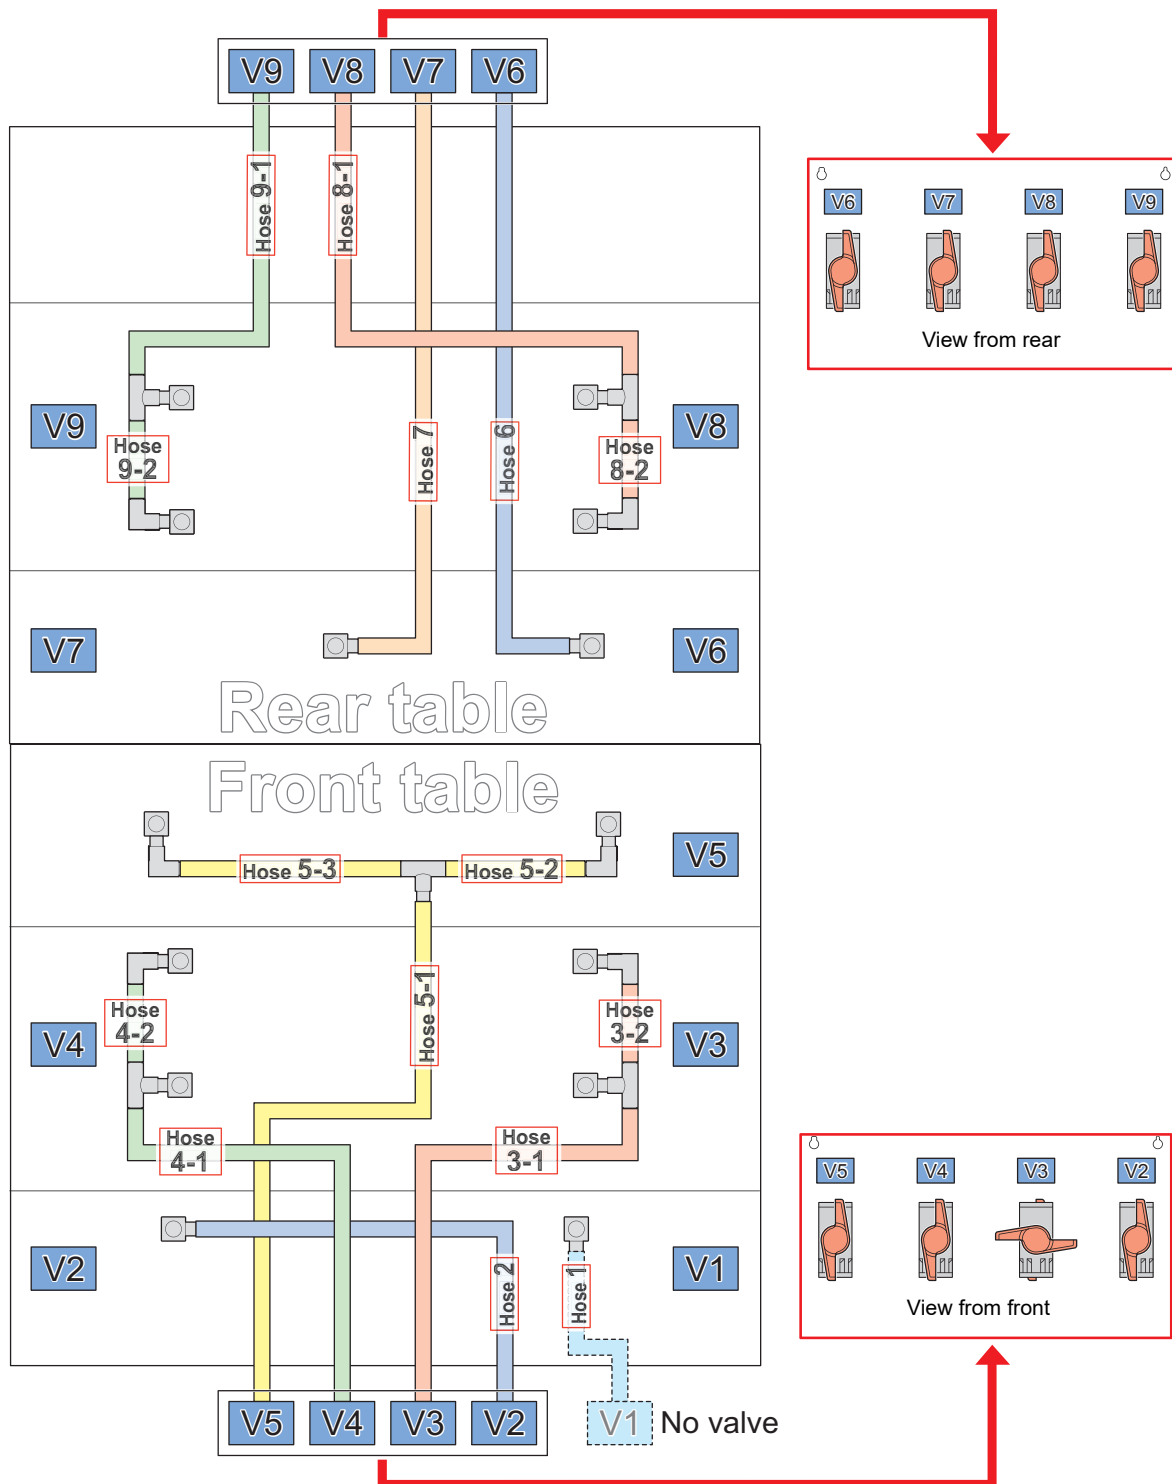 V9 V8 V7 V6
Hose 9-1
Hose 8-1
V6 V7 V8 V9
View from rear
V9
Hose
9-2
Hose 7
Hose 6
Hose
8-2
V8
V7
V6
Rear table
Front table
Hose 5-3
Hose 5-2
V5
Hose 5-1
V4
Hose
4-2
Hose
3-2
V3
Hose
4-1
Hose
3-1
V5 V4 V3 V2
View from front
V2
Hose 2
Hose 1
V1
V5 V4 V3 V2
V1 No valve